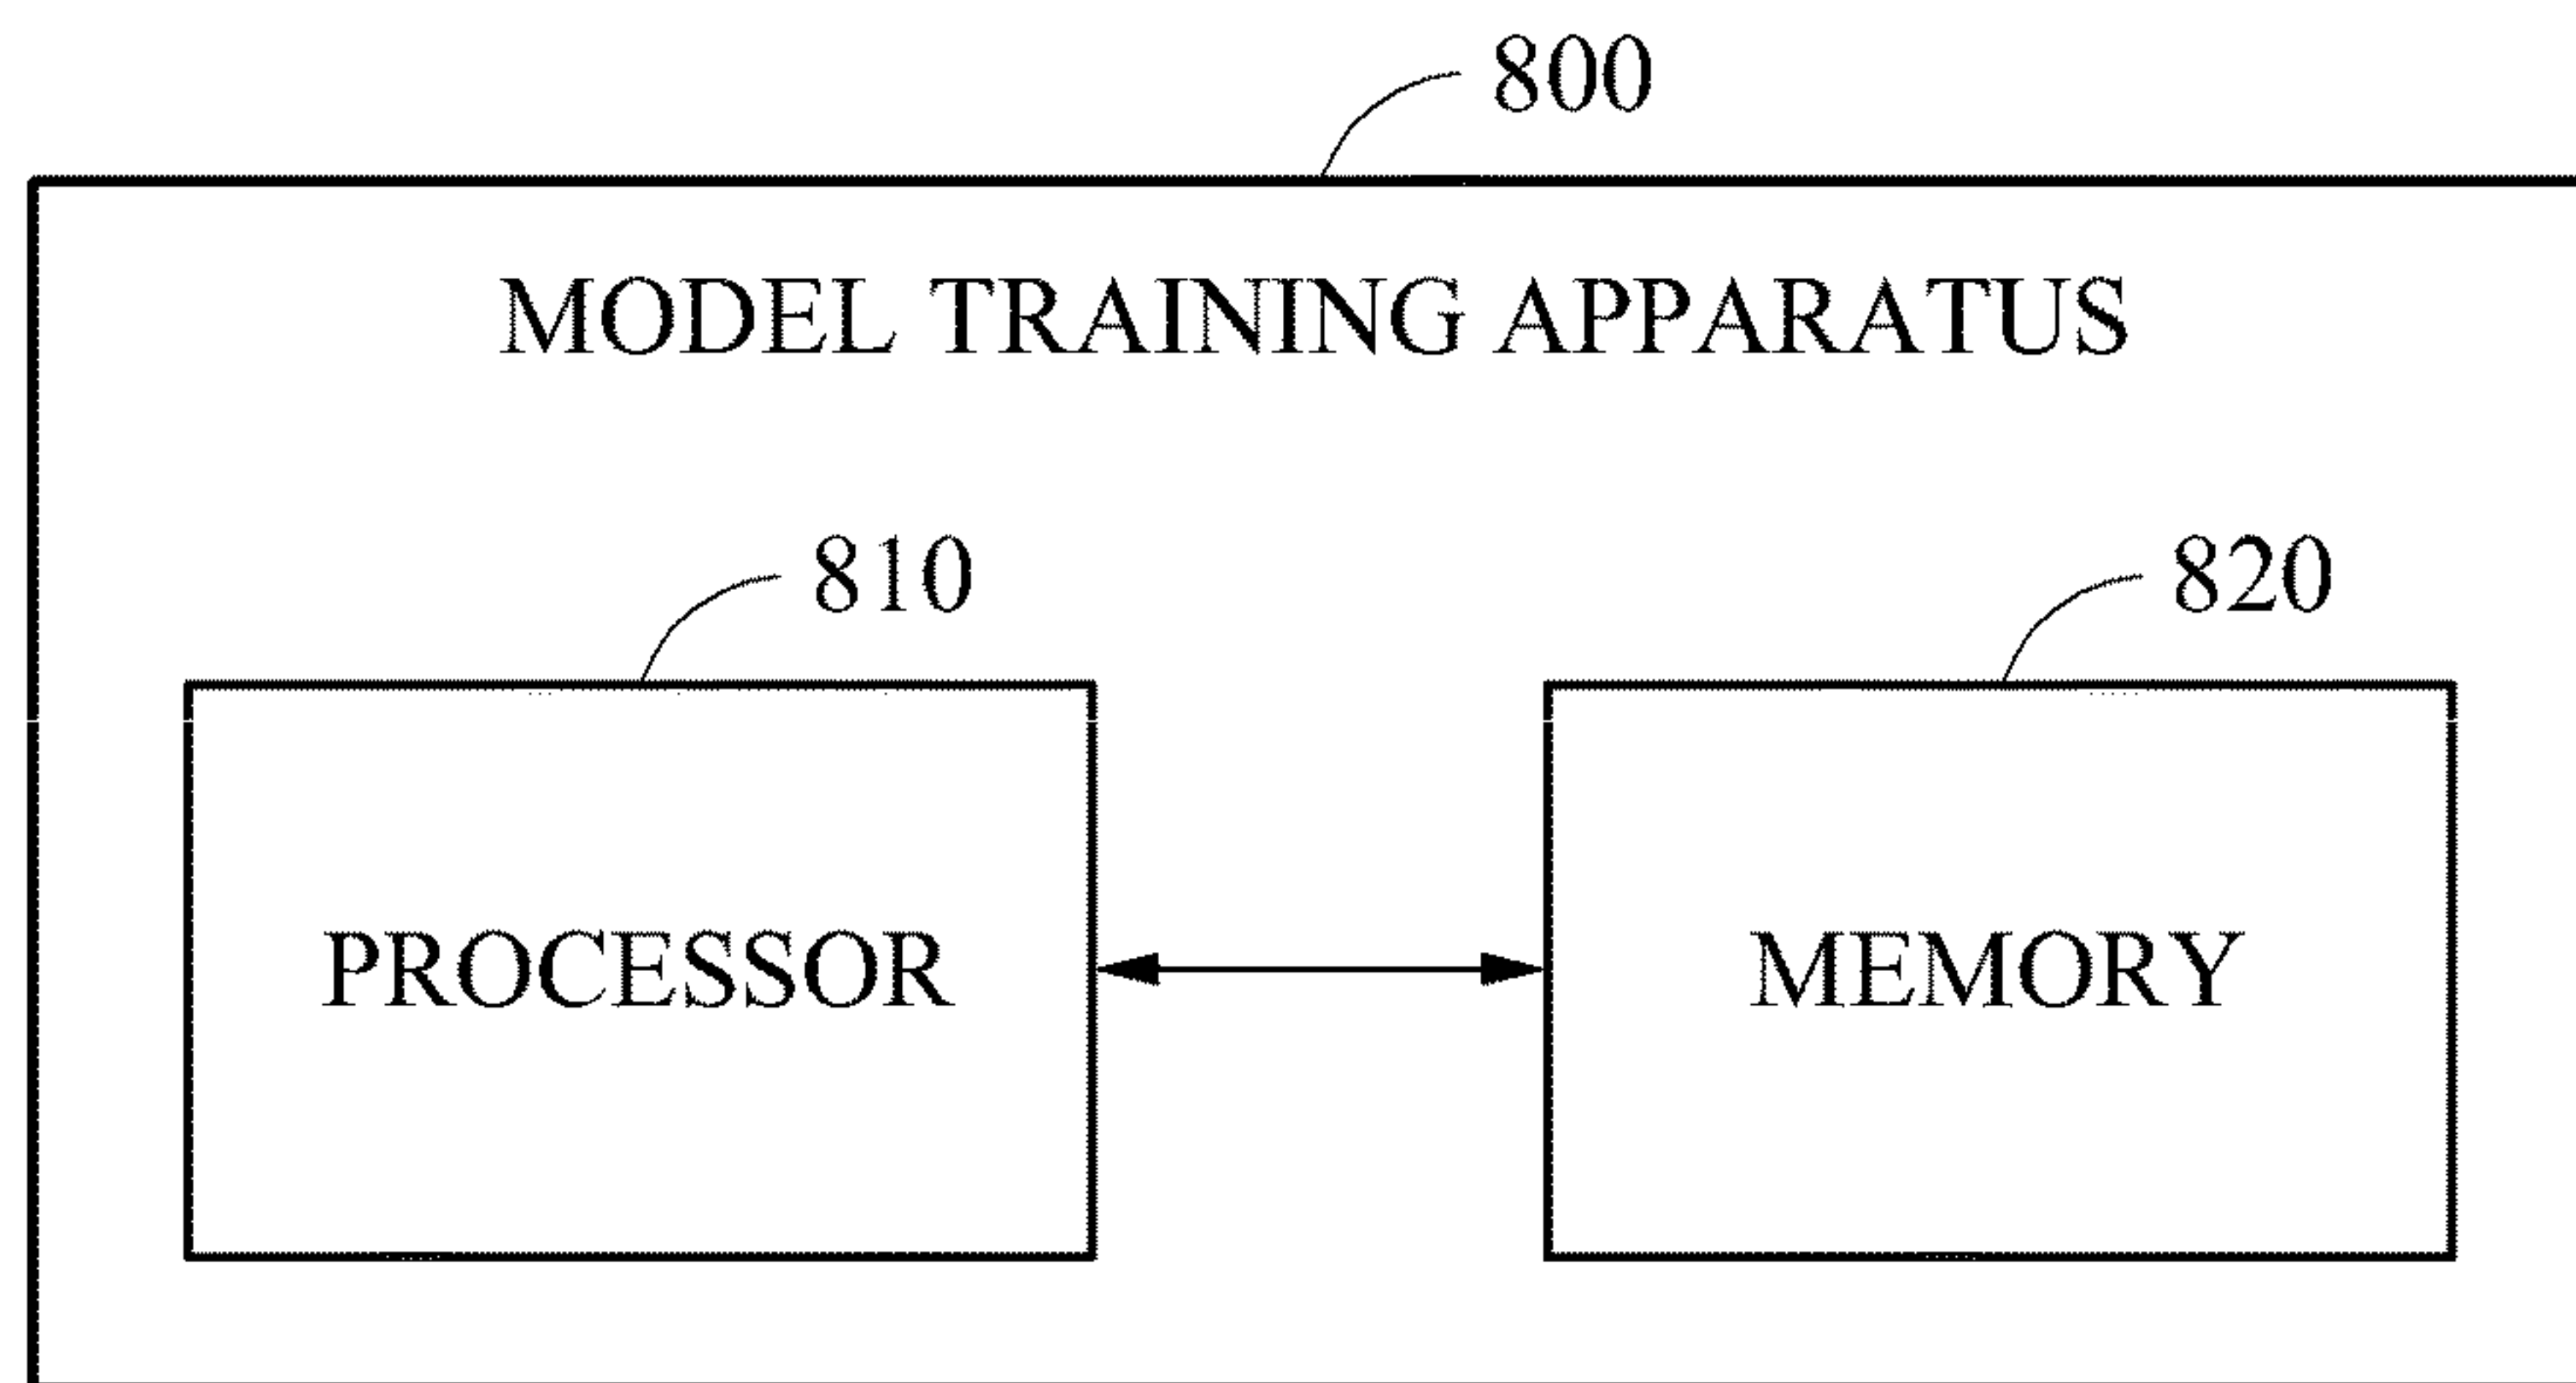 800
MODEL TRAINING APPARATUS
810
820
PROCESSOR
MEMORY